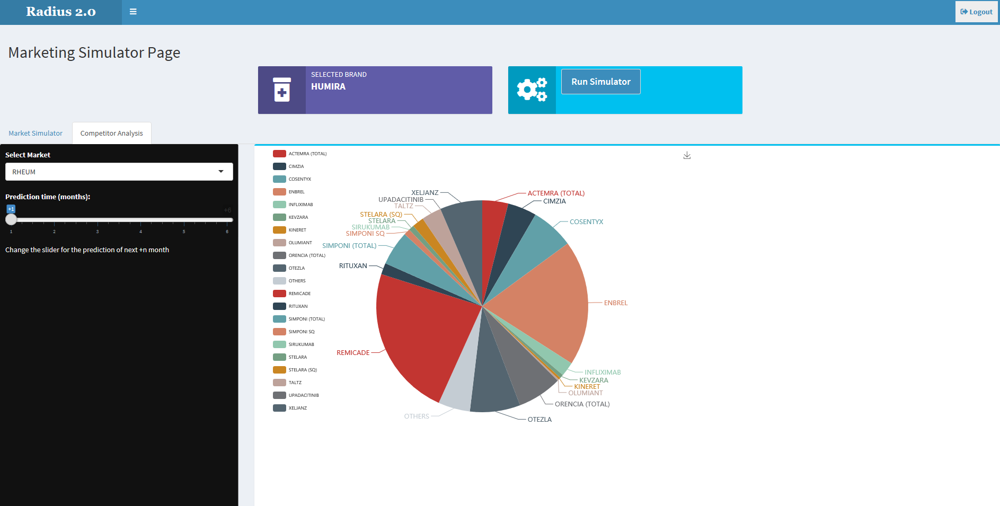 Radius 2.0
Logout
Marketing Simulator Page
SELECTED BRAND
HUMIRA
Run Simulator
Market Simulator
Competitor Analysis
Select Market
RHEUM
Prediction time (months):
+1
+6
1 2 3 4 5 6
Change the slider for the prediction of next +n month
ACTEMRA (TOTAL)
CIMZIA
COSENTYX
ENBREL
INFLIXIMAB
KEVZARA
KINERET
OLUMIANT
ORENCIA (TOTAL)
OTEZLA
OTHERS
REMICADE
RITUXAN
SIMPONI (TOTAL)
SIMPONI SQ
SIRUKUMAB
STELARA
STELARA (SQ)
TALTZ
UPADACITINIB
XELJANZ
XELJANZ
UPADACITINIB
TALTZ
STELARA (SQ)
STELARA
SIRUKUMAB
SIMPONI SQ
SIMPONI (TOTAL)
RITUXAN
REMICADE
OTHERS
ACTEMRA (TOTAL)
CIMZIA
COSENTYX
ENBREL
INFLIXIMAB
KEVZARA
KINERET
OLUMIANT
ORENCIA (TOTAL)
OTEZLA